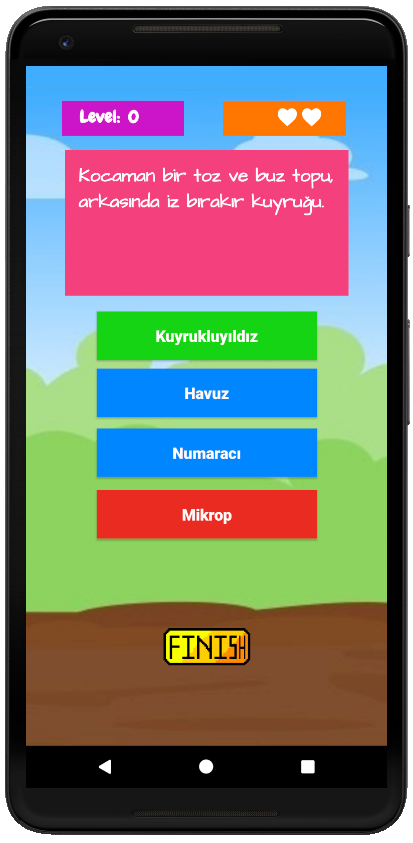 Level: 0
Kocaman bir toz ve buz topu,
arkasında iz bırakır kuyruğu.
Kuyrukluyıldız
Havuz
Numaracı
Mikrop
FINISH